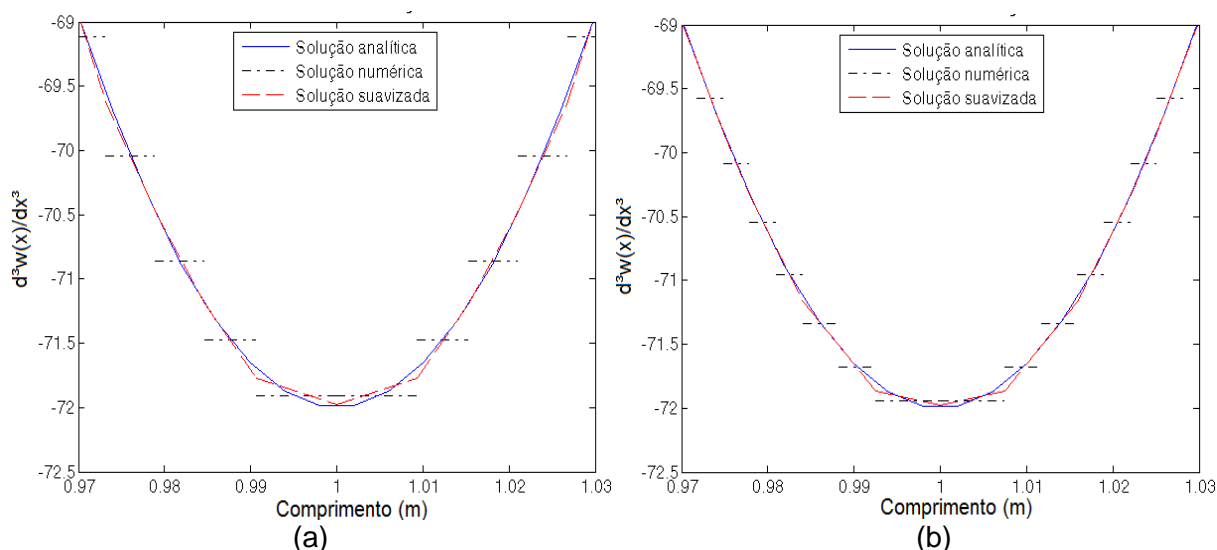 -69
-69.5
-70
-70.5
-71
-71.5
-72
-72.5
d³w(x)/dx³
Solução analítica
Solução numérica
Solução suavizada
0.97 0.98 0.99 1 1.01 1.02 1.03
Comprimento (m)
(a)
-69
-69.5
-70
-70.5
-71
-71.5
-72
-72.5
d³w(x)/dx³
Solução analítica
Solução numérica
Solução suavizada
0.97 0.98 0.99 1 1.01 1.02 1.03
Comprimento (m)
(b)